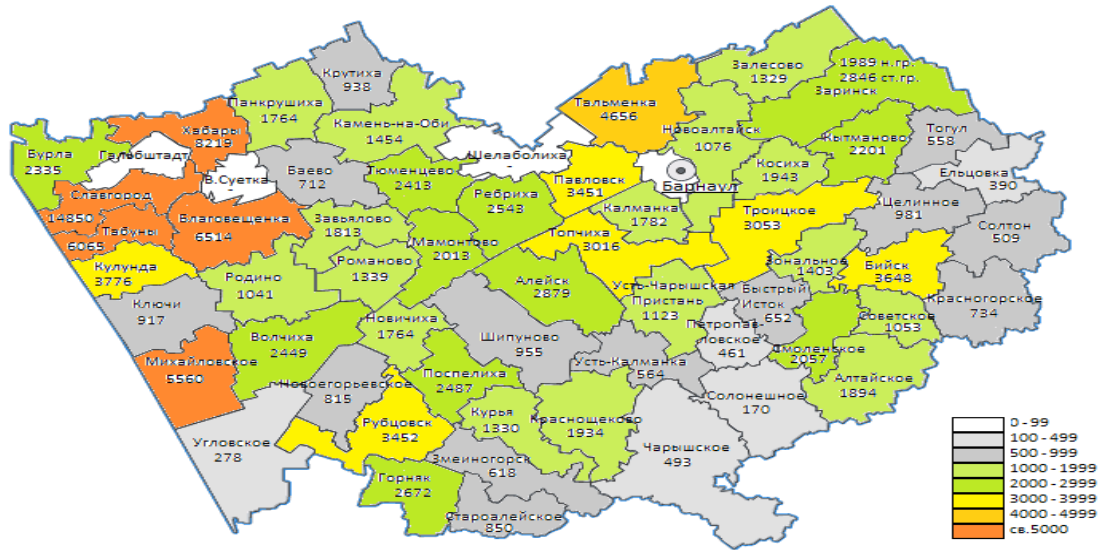 Крутиха
938
Панкрушиха
1764
Камень-на-Оби
1454
Хабары
8219
Бурла
2335
Гальбштадт
В.Суетка
Баево
712
Тюменцево
2413
Шелаболиха
Тальменка
4656
Залесово
1329
1989 н.гр.
2846 ст.гр.
Заринск
Новоалтайск
1076
Кытманово
2201
Тогул
558
Ельцовка
390
Косиха
1943
Павловск
3451
Барнаул
Ребриха
2543
Калманка
1782
Славгород
14850
Табуны
6065
Влаговещенка
6514
Завьялово
1813
Мамонтово
2013
Топчиха
3016
Троицкое
3053
Целинное
981
Солтон
509
Кулунда
3776
Родино
1041
Романово
1339
Алейск
2879
Усть-Чарышская
Пристань
1123
Зональное
1403
Бийск
3648
Быстрый
Исток
652
Красногорское
734
Советское
1053
Ключи
917
Волчиха
2449
Новичиха
1764
Шипуново
955
Петропав-
ловское
461
Смоленское
2057
Михайловское
5560
Новоегорьевское
815
Поспелиха
2487
Усть-Калманка
564
Алтайское
1894
Солонешное
170
Угловское
278
Рубцовск
3452
Курья
1330
Краснощеково
1934
Чарышское
493
Змеиногорск
618
Горняк
2672
Староалейское
850
0 - 99
100 - 499
500 - 999
1000 - 1999
2000 - 2999
3000 - 3999
4000 - 4999
св.5000